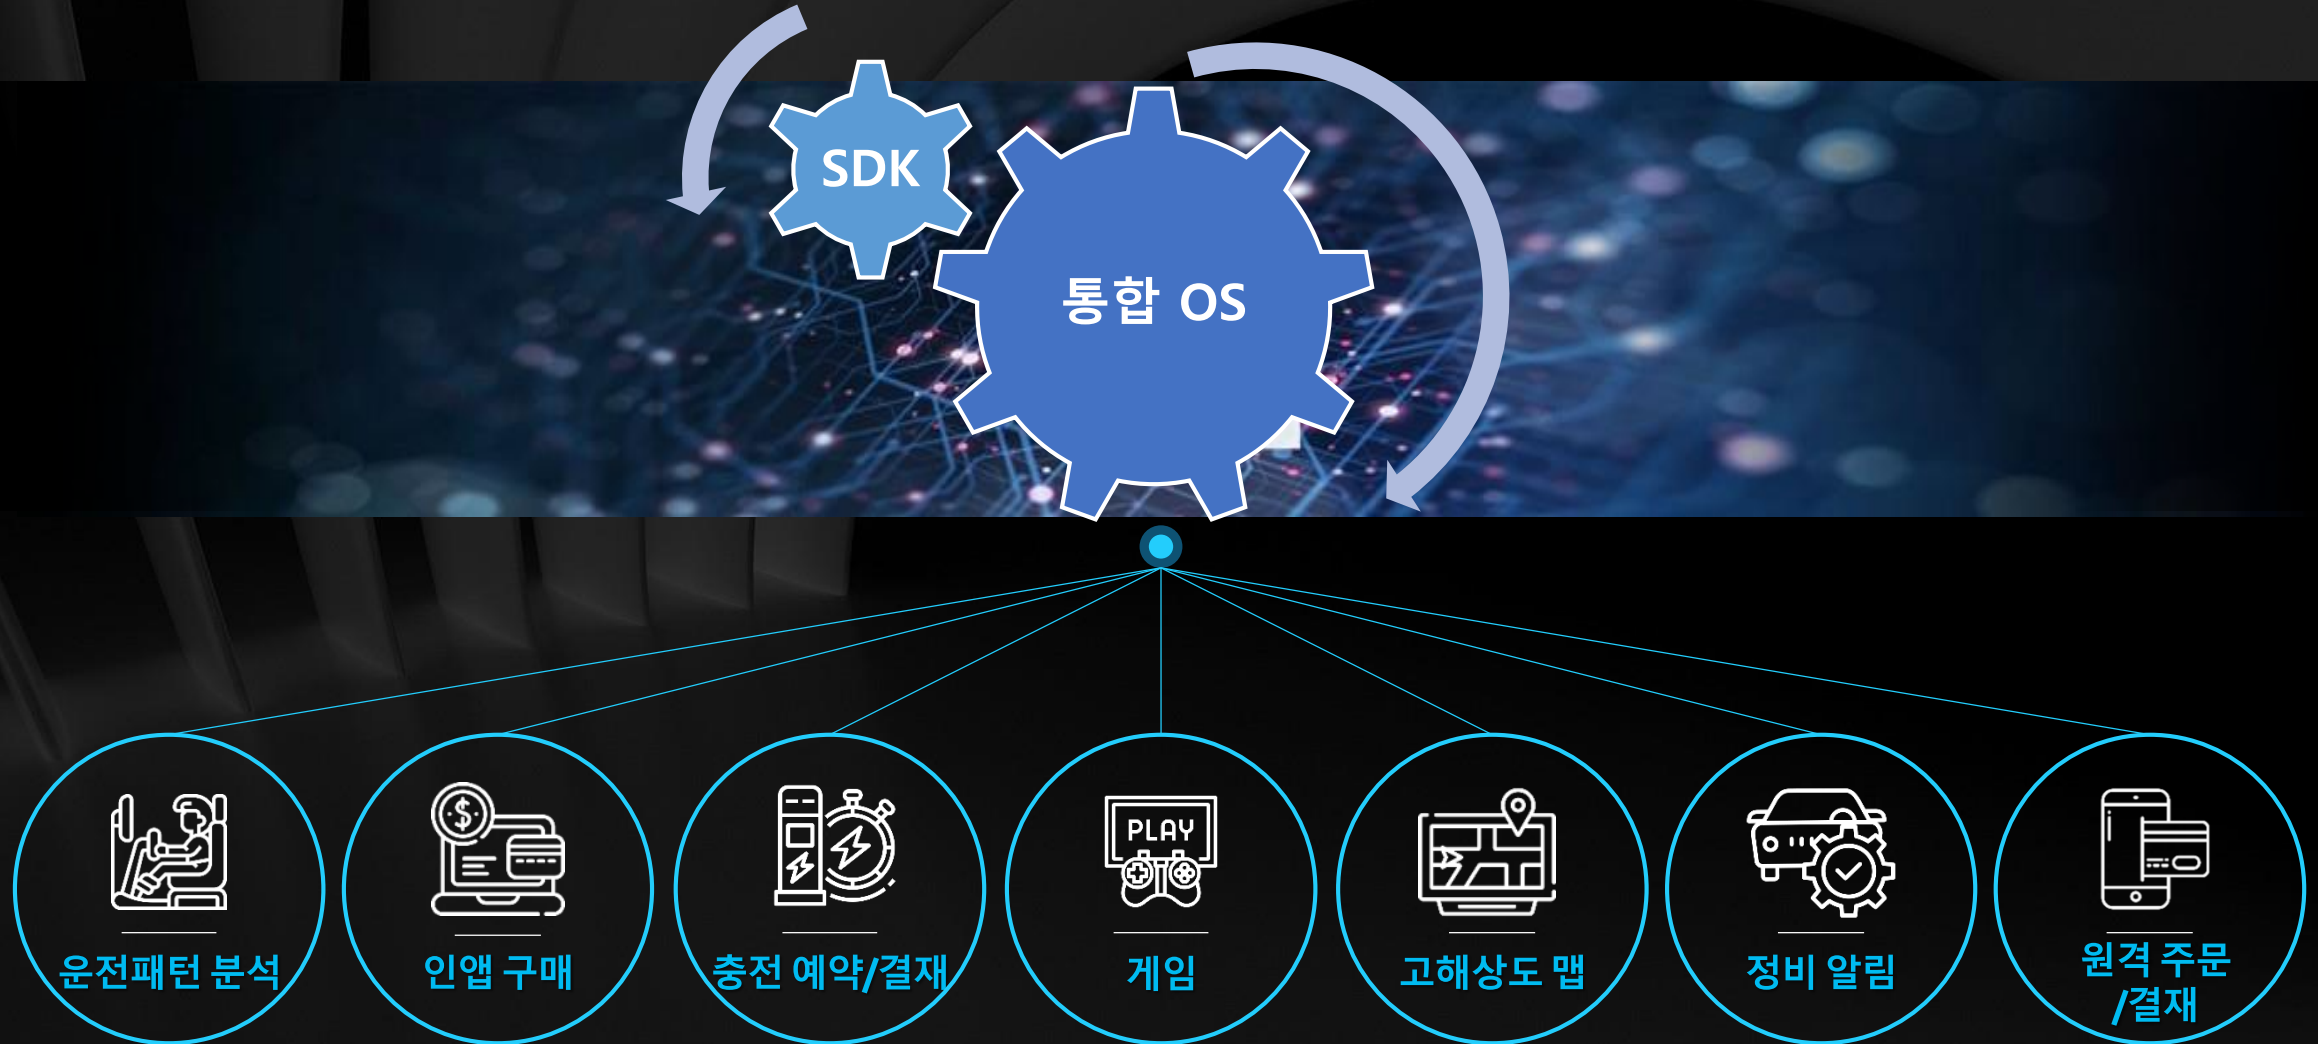 SDK
통합 OS
PLAY
운전패턴 분석
인앱 구매
충전 예약/결재
게임
고해상도 맵
정비 알림
원격 주문
/결재